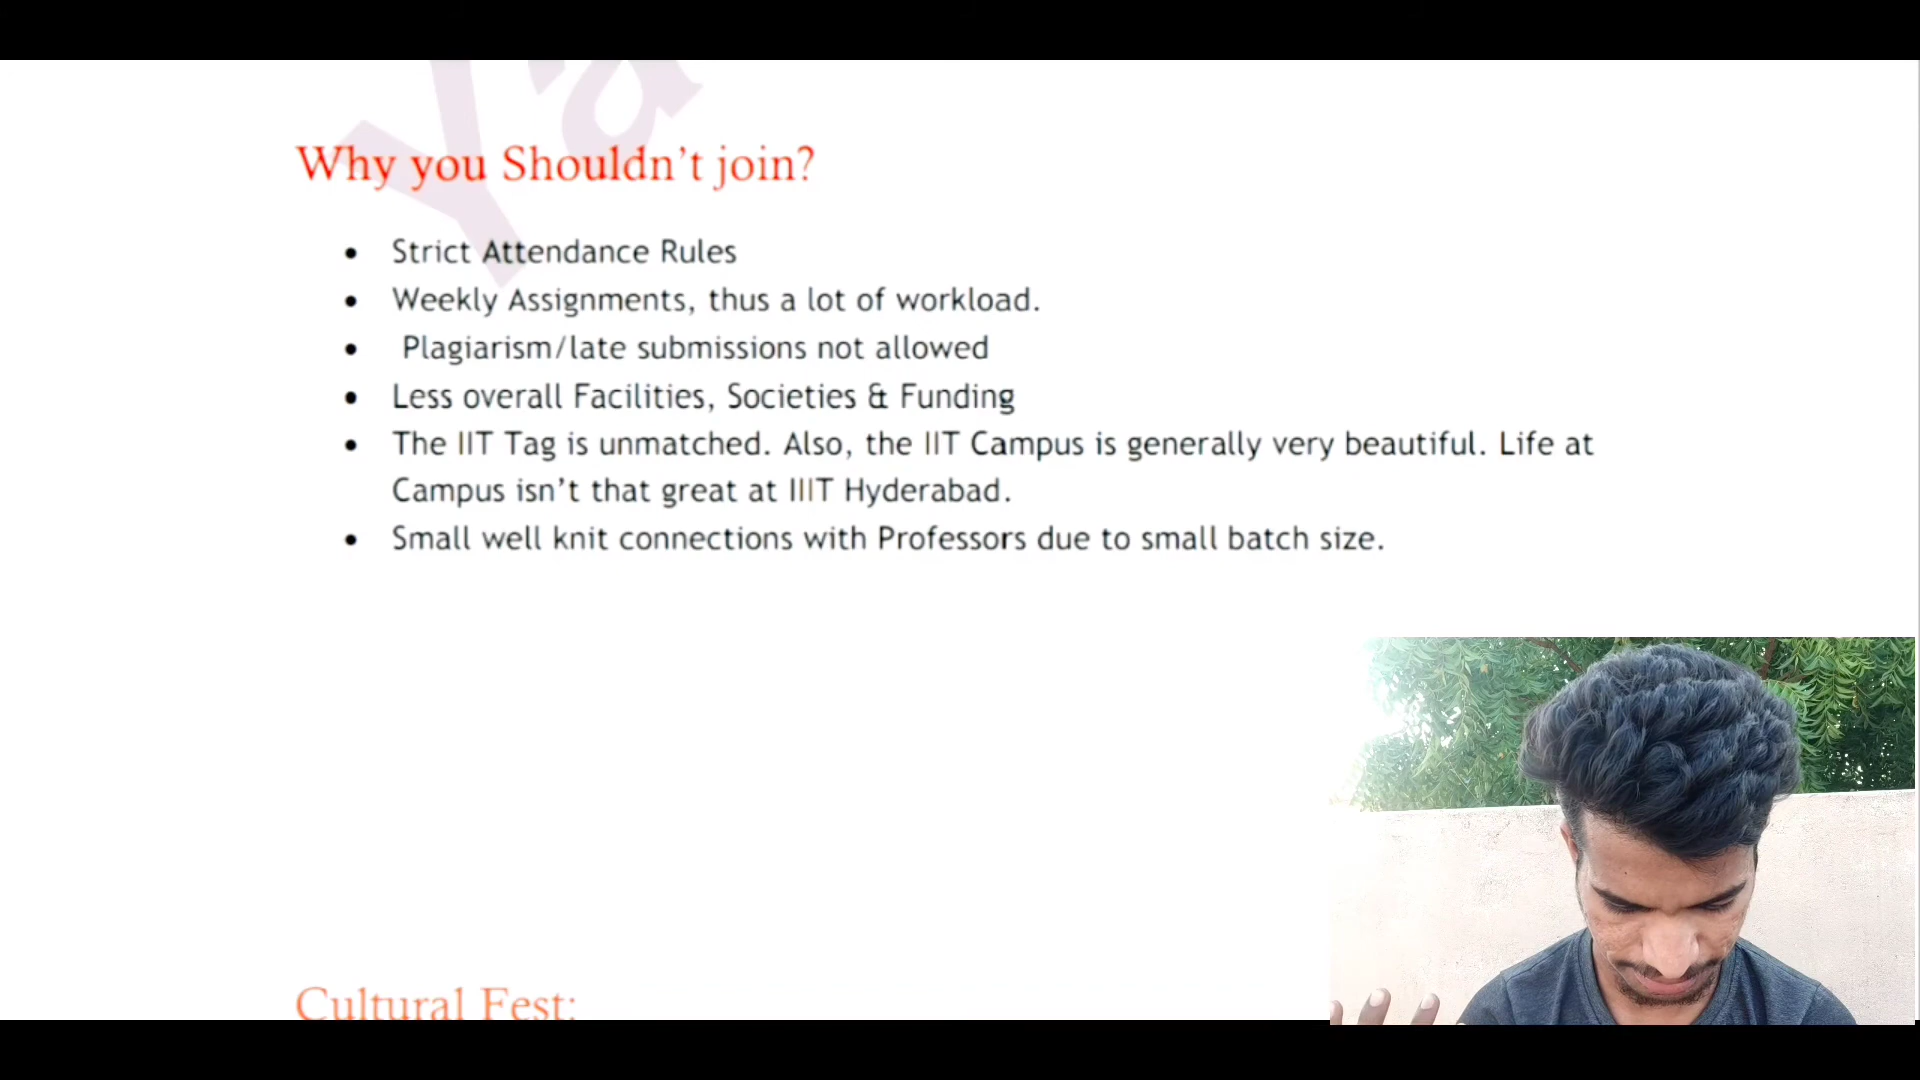 Ya
Why you Shouldn't join?
• Strict Attendance Rules
• Weekly Assignments, thus a lot of workload.
• Plagiarism/late submissions not allowed
• Less overall Facilities, Societies & Funding
• The IIT Tag is unmatched. Also, the IIT Campus is generally very beautiful. Life at
Campus isn't that great at IIIT Hyderabad.
• Small well knit connections with Professors due to small batch size.
Cultural Fest: